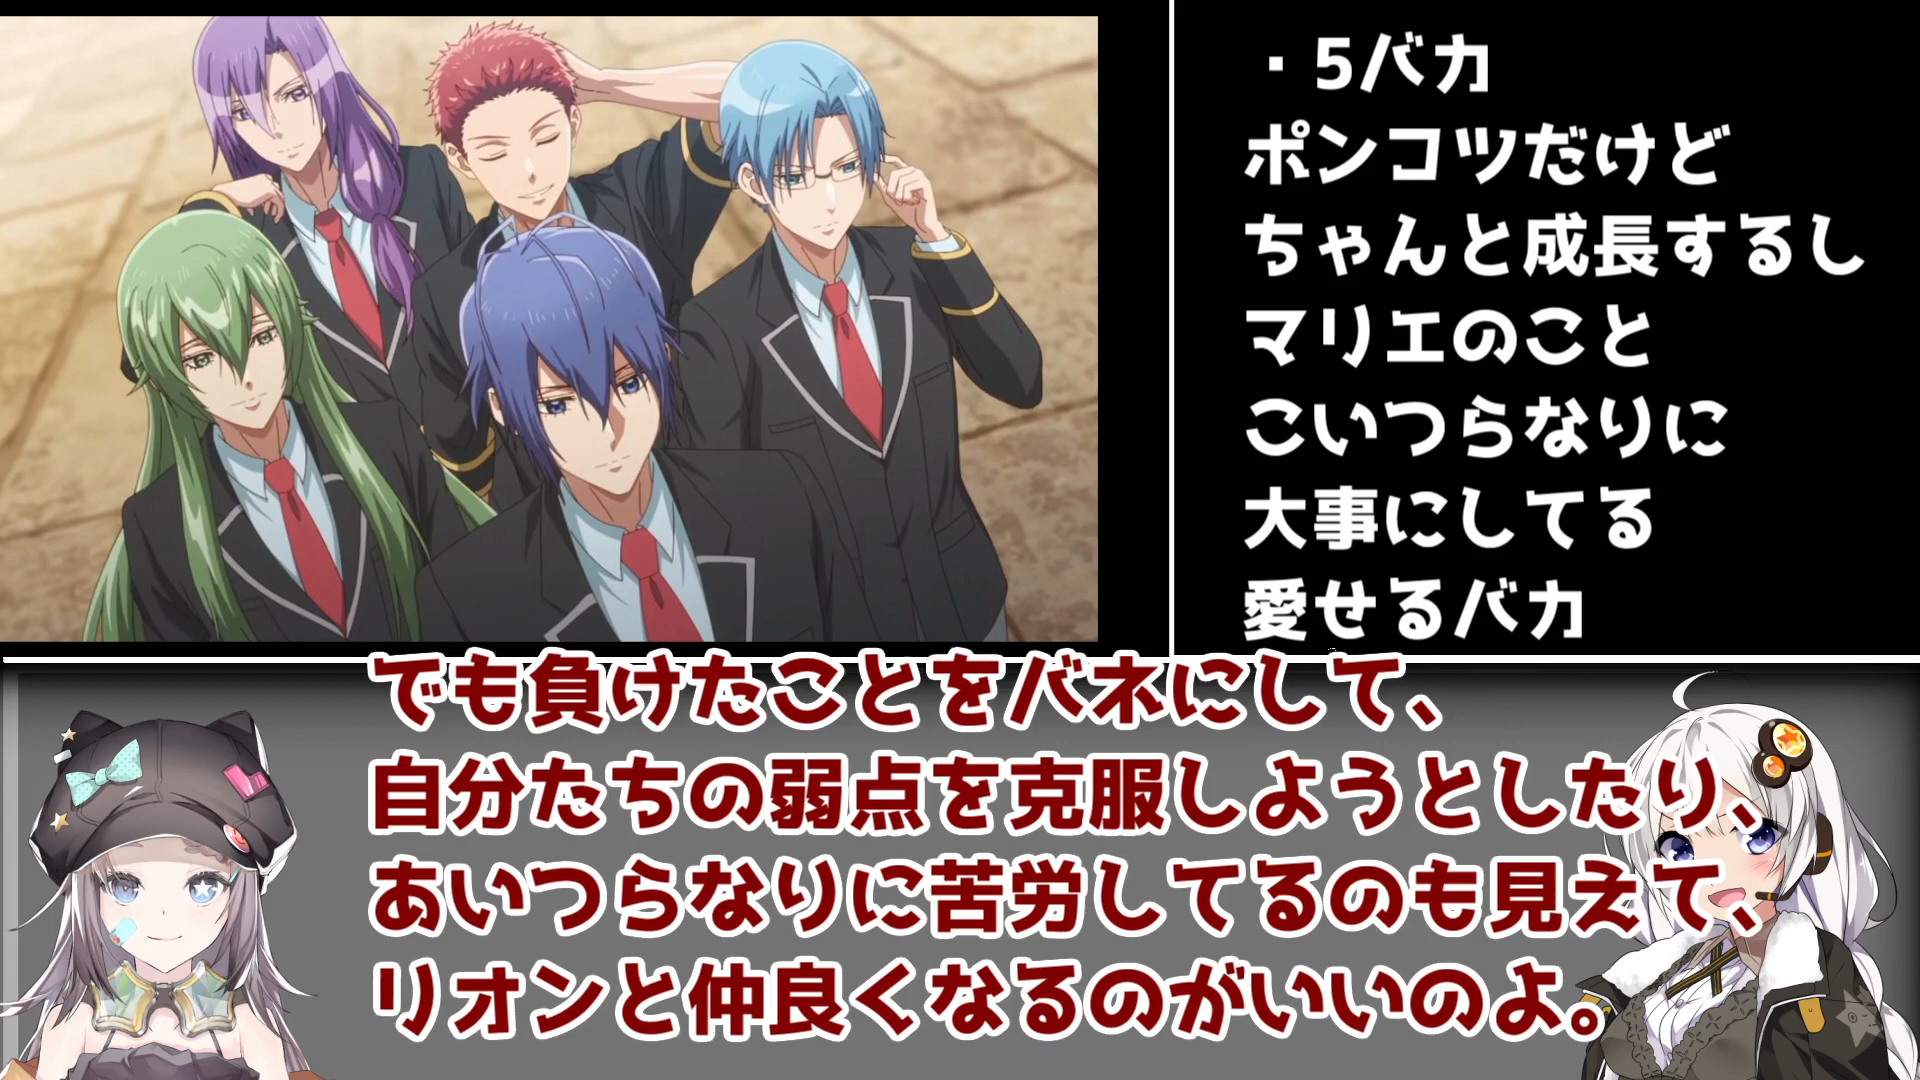 ・5バカ
ポンコツだけど
ちゃんと成長するし
マリエのこと
こいつらなりに
大事にしてる
愛せるバカ
でも負けたことをバネにして、
自分たちの弱点を克服しようとしたり、
あいつらなりに苦労してるのも見えて、
リオンと仲良くなるのがいいのよ。